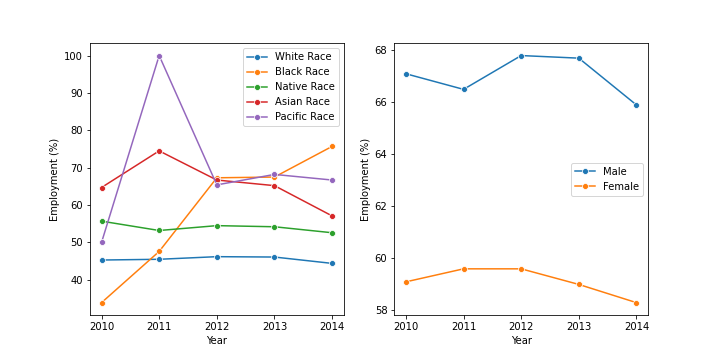 100
90
80
70
60
50
40
Employment (%)
2010 2011 2012 2013 2014
Year
White Race
Black Race
Native Race
Asian Race
Pacific Race
68
66
64
62
60
58
Employment (%)
2010 2011 2012 2013 2014
Year
Male
Female